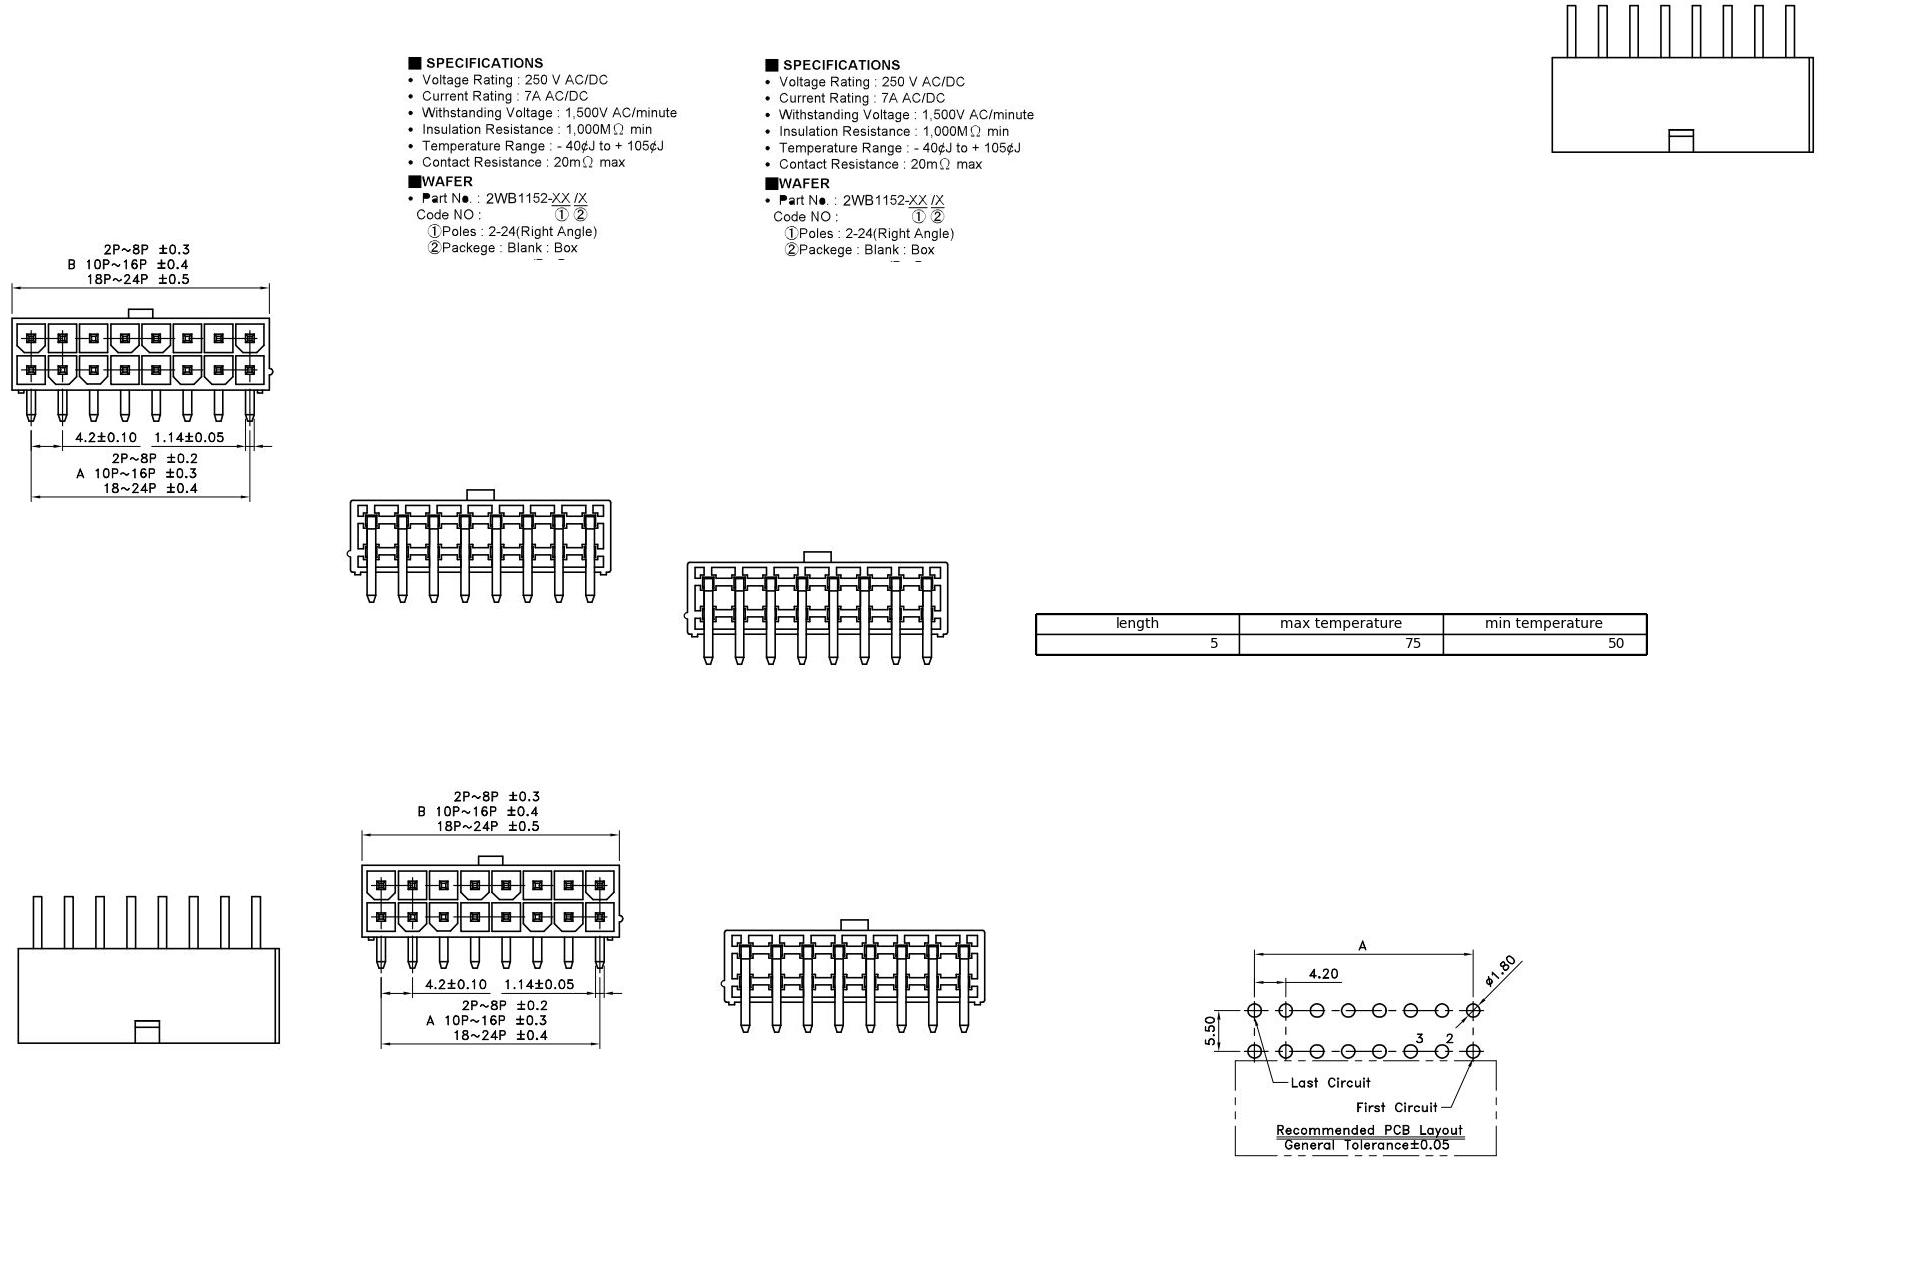 ■ SPECIFICATIONS
• Voltage Rating : 250 V AC/DC
• Current Rating : 7A AC/DC
• Withstanding Voltage : 1,500V AC/minute
• Insulation Resistance : 1,000MΩ min
• Temperature Range : - 40¢J to + 105¢J
• Contact Resistance : 20mΩ max
■WAFER
• Part No. : 2WB1152-XX /X
Code NO : ① ②
①Poles : 2-24(Right Angle)
②Packege : Blank : Box
■ SPECIFICATIONS
• Voltage Rating : 250 V AC/DC
• Current Rating : 7A AC/DC
• Withstanding Voltage : 1,500V AC/minute
• Insulation Resistance : 1,000MΩ min
• Temperature Range : - 40¢J to + 105¢J
• Contact Resistance : 20mΩ max
■WAFER
• Part No. : 2WB1152-XX /X
Code NO : ① ②
①Poles : 2-24(Right Angle)
②Packege : Blank : Box
2P~8P ±0.3
B 10P~16P ±0.4
18P~24P ±0.5
4.2±0.10 1.14±0.05
2P~8P ±0.2
A 10P~16P ±0.3
18~24P ±0.4
length max temperature min temperature
5 75 50
2P~8P ±0.3
B 10P~16P ±0.4
18P~24P ±0.5
4.2±0.10 1.14±0.05
2P~8P ±0.2
A 10P~16P ±0.3
18~24P ±0.4
A
4.20
ø1.80
5.50
3 2
Last Circuit
First Circuit
Recommended PCB Layout
General Tolerance±0.05